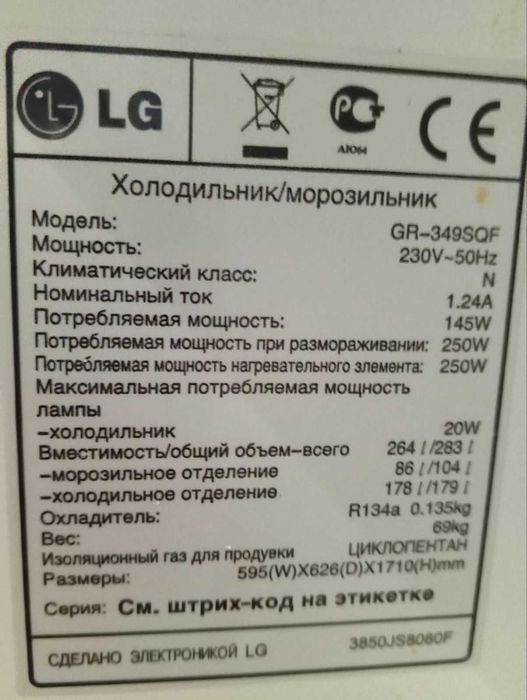 LG
АЮ64
CE
Холодильник/морозильник
Модель: GR-349SQF
Мощность: 230V~50Hz
Климатический класс: N
Номинальный ток 1.24A
Потребляемая мощность: 145W
Потребляемая мощность при размораживании: 250W
Потребляемая мощность нагревательного элемента: 250W
Максимальная потребляемая мощность
лампы
-холодильник 20W
Вместимость/общий объем-всего 264 l/283 l
-морозильное отделение 86 l/104 l
-холодильное отделение 178 l/179 l
Охладитель: R134a 0.135kg
Вес: 69kg
Изоляционный газ для продувки ЦИКЛОПЕНТАН
Размеры: 595(W)X626(D)X1710(H)mm
Серия: См. штрих-код на этикетке
СДЕЛАНО ЭЛЕКТРОНИКОЙ LG 3850JS8080F